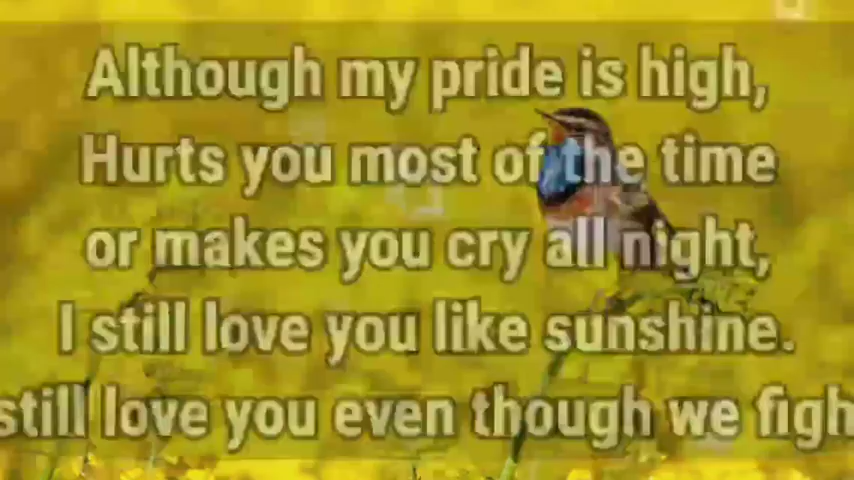 Although my pride is high,
Hurts you most of the time
or makes you cry all night,
I still love you like sunshine.
still love you even though we figh